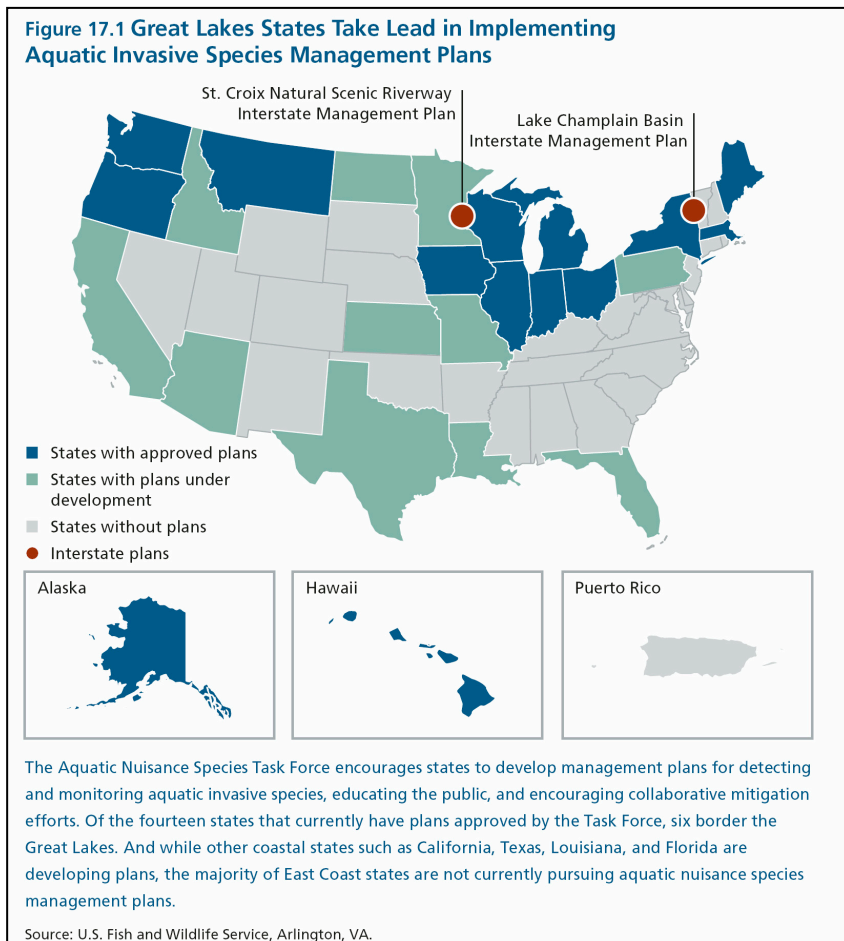 Figure 17.1 Great Lakes States Take Lead in Implementing
Aquatic Invasive Species Management Plans
St. Croix Natural Scenic Riverway
Interstate Management Plan
Lake Champlain Basin
Interstate Management Plan
States with approved plans
States with plans under
development
States without plans
Interstate plans
Alaska
Hawaii
Puerto Rico
The Aquatic Nuisance Species Task Force encourages states to develop management plans for detecting
and monitoring aquatic invasive species, educating the public, and encouraging collaborative mitigation
efforts. Of the fourteen states that currently have plans approved by the Task Force, six border the
Great Lakes. And while other coastal states such as California, Texas, Louisiana, and Florida are
developing plans, the majority of East Coast states are not currently pursuing aquatic nuisance species
management plans.
Source: U.S. Fish and Wildlife Service, Arlington, VA.